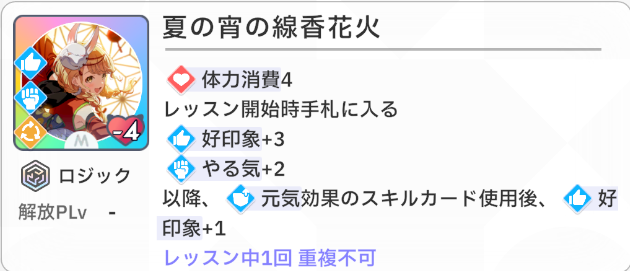 夏の宵の線香花火
体力消費4
レッスン開始時手札に入る
好印象+3
やる気+2
以降、元気効果のスキルカード使用後、好
印象+1
レッスン中1回 重複不可
-4
M
ロジック
解放PLv -